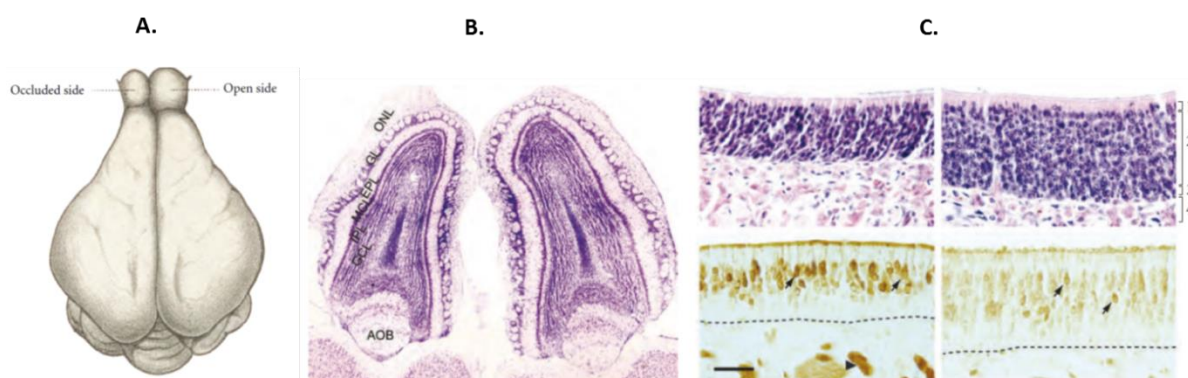 A.
B.
C.
Occluded side
Open side
ONL
GL
EPL
MCL
IPL
GCL
AOB